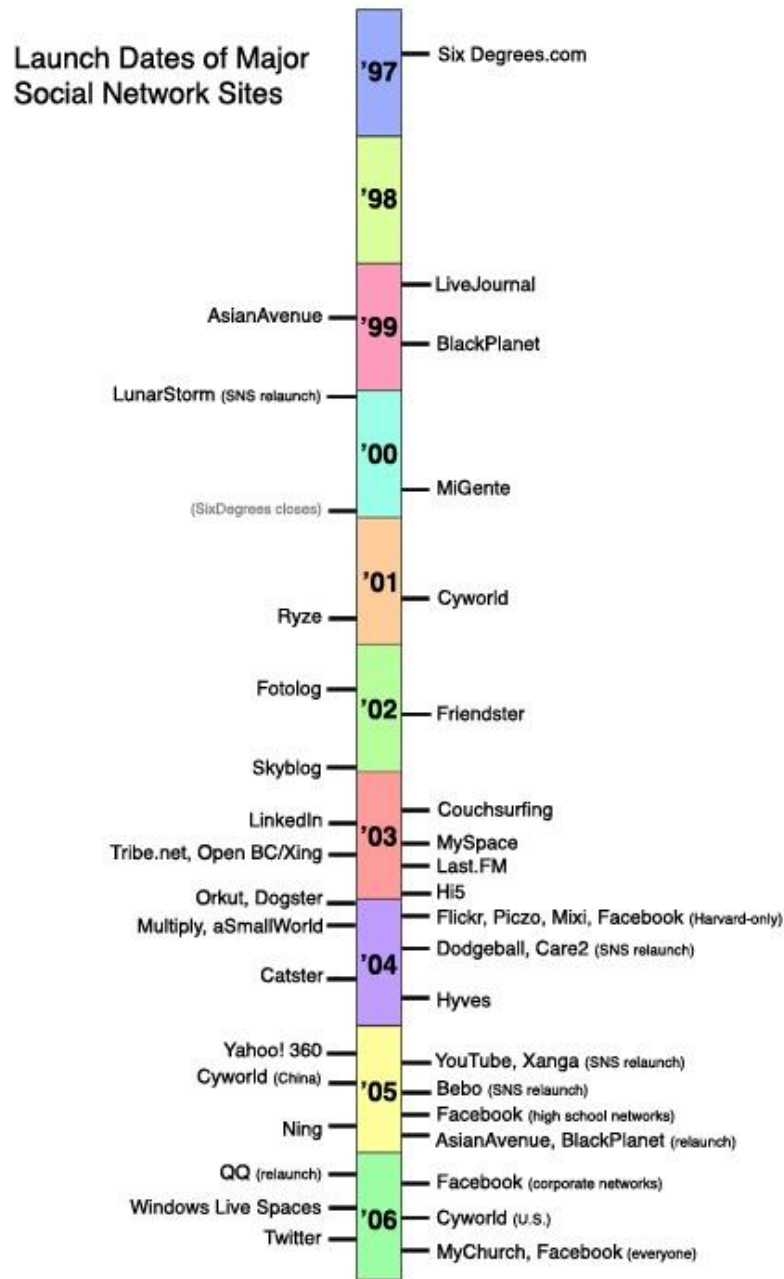 Launch Dates of Major
Social Network Sites
'97
Six Degrees.com
'98
'99
LiveJournal
AsianAvenue
BlackPlanet
LunarStorm (SNS relaunch)
'00
MiGente
(SixDegrees closes)
'01
Cyworld
Ryze
Fotolog
'02
Friendster
Skyblog
'03
Couchsurfing
LinkedIn
MySpace
Tribe.net, Open BC/Xing
Last.FM
Hi5
Orkut, Dogster
'04
Flickr, Piczo, Mixi, Facebook (Harvard-only)
Multiply, aSmallWorld
Dodgeball, Care2 (SNS relaunch)
Catster
Hyves
'05
Yahoo! 360
YouTube, Xanga (SNS relaunch)
Cyworld (China)
Bebo (SNS relaunch)
Facebook (high school networks)
Ning
AsianAvenue, BlackPlanet (relaunch)
'06
QQ (relaunch)
Facebook (corporate networks)
Windows Live Spaces
Cyworld (U.S.)
Twitter
MyChurch, Facebook (everyone)